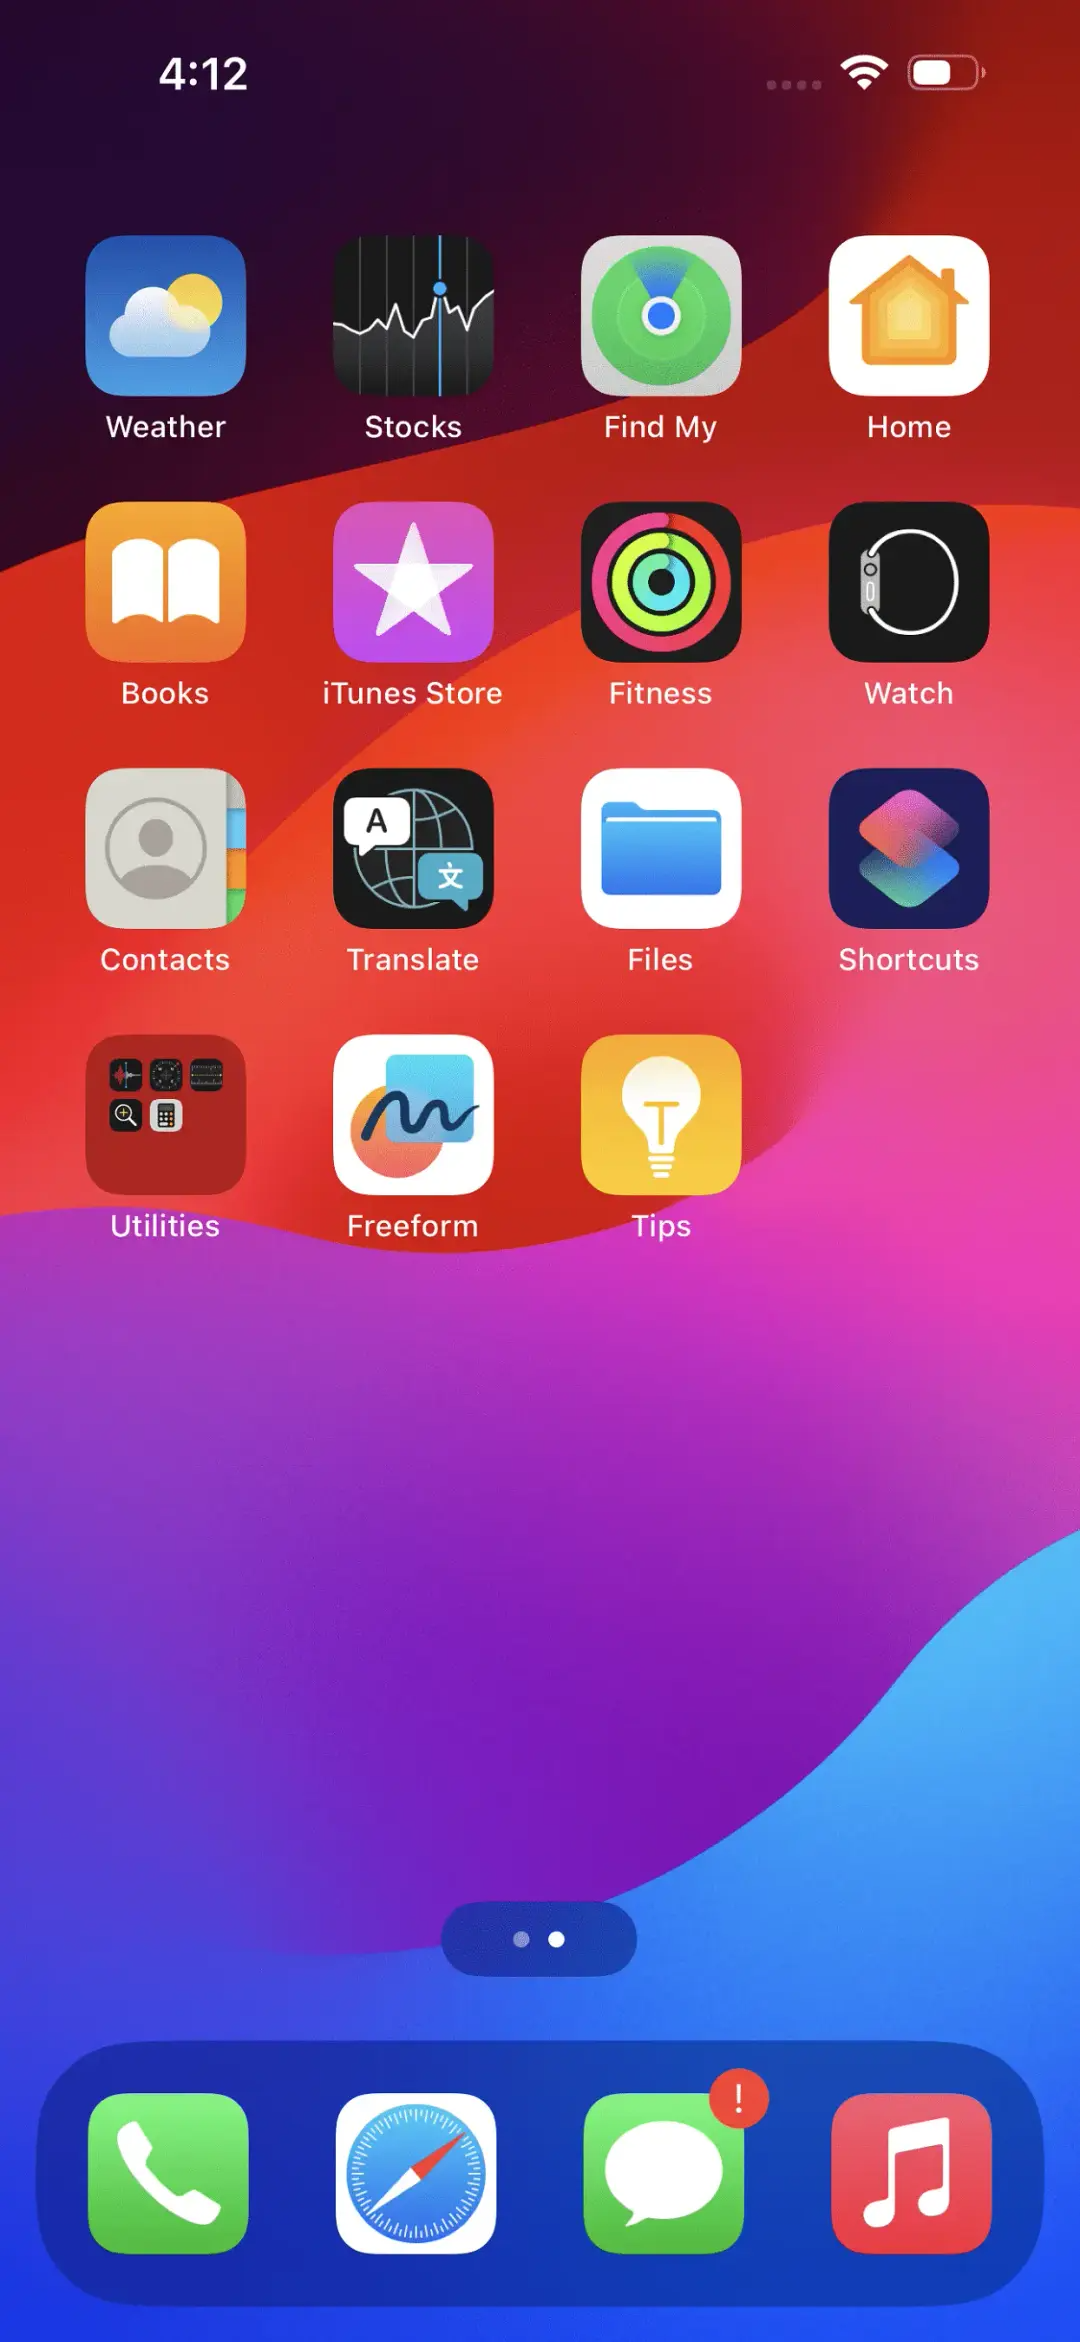 4:12
Weather Stocks Find My Home
Books iTunes Store Fitness Watch
A
文
Contacts Translate Files Shortcuts
Utilities Freeform Tips
!